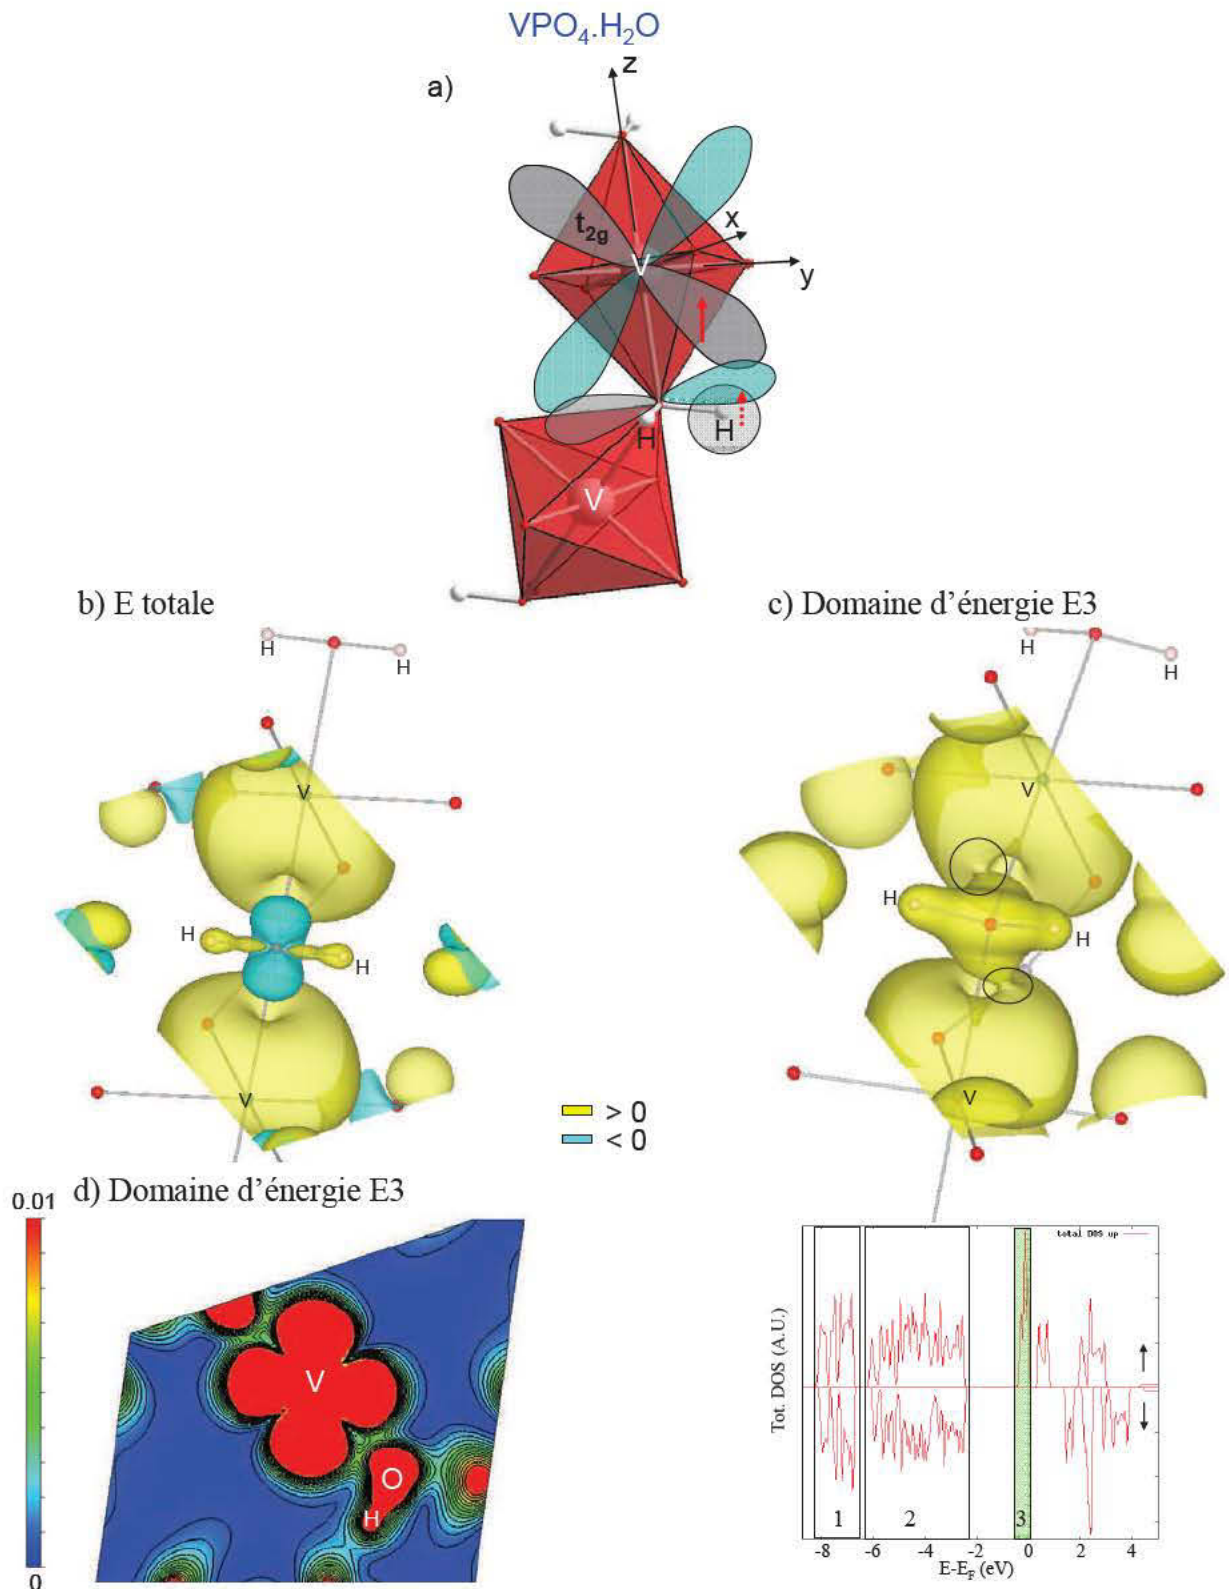 VPO₄.H₂O
a)
z
x
t₂g
V
y
H
H
V
b) E totale
c) Domaine d'énergie E3
H
H
H
H
V
V
H
H
H
H
V
V
> 0
< 0
d) Domaine d'énergie E3
0.01
0
V
O
H
total DOS up
Tot. DOS (A.U.)
1
2
3
-8
-6
-4
-2
0
2
4
E-E_F (eV)